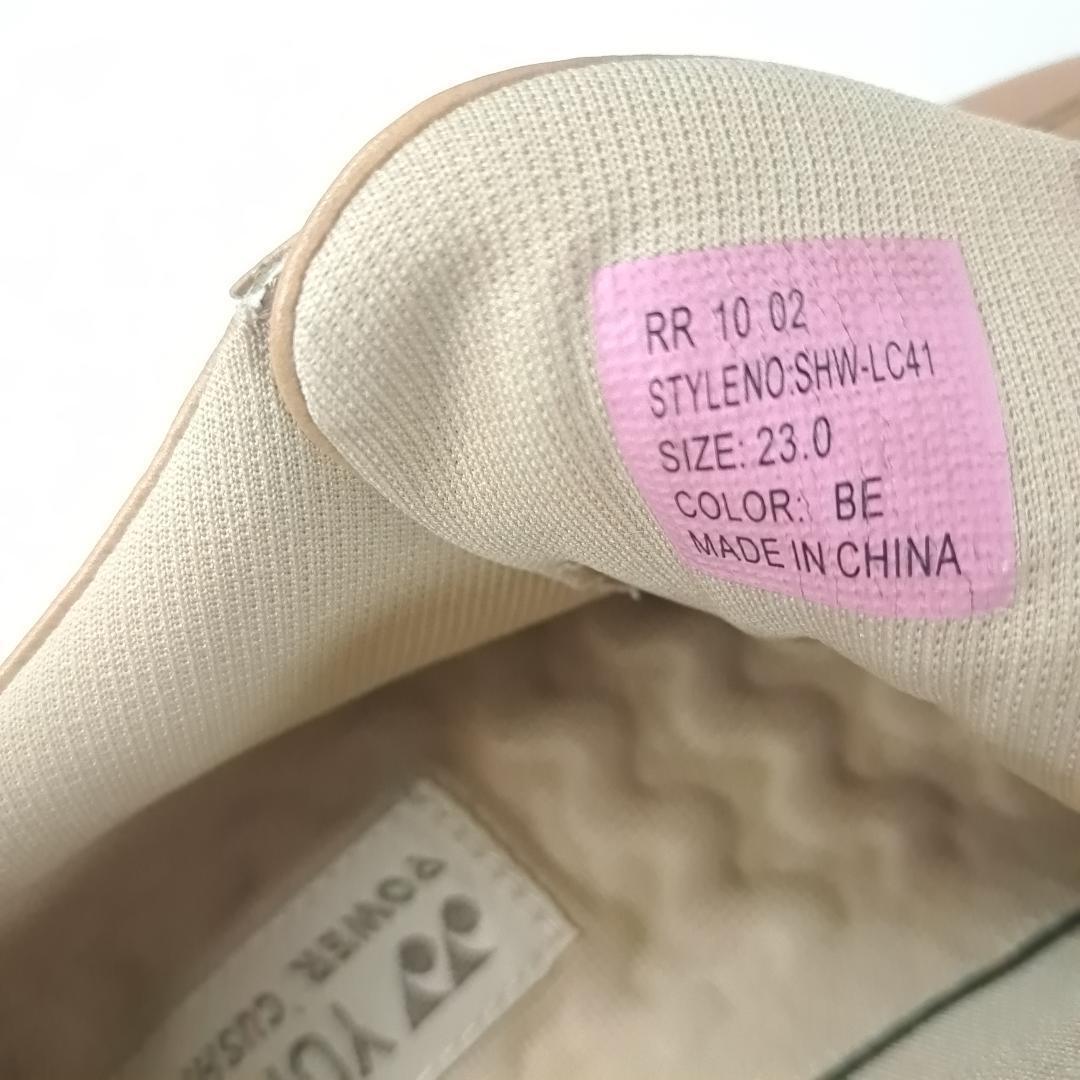 RR 10 02
STYLENO:SHW-LC41
SIZE: 23.0
COLOR: BE
MADE IN CHINA
POWER